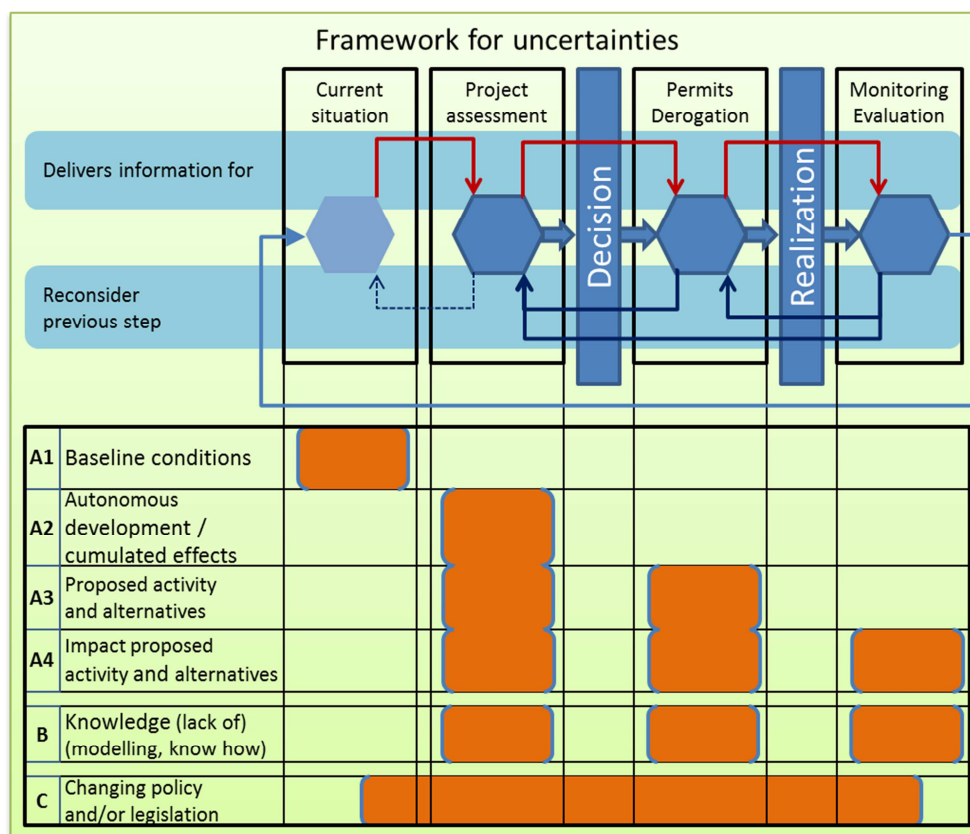 Framework for uncertainties
Current
situation
Project
assessment
Permits
Derogation
Monitoring
Evaluation
Delivers information for
Decision
Realization
Reconsider
previous step
A1
Baseline conditions
A2
Autonomous
development /
cumulated effects
A3
Proposed activity
and alternatives
A4
Impact proposed
activity and alternatives
B
Knowledge (lack of)
(modelling, know how)
C
Changing policy
and/or legislation